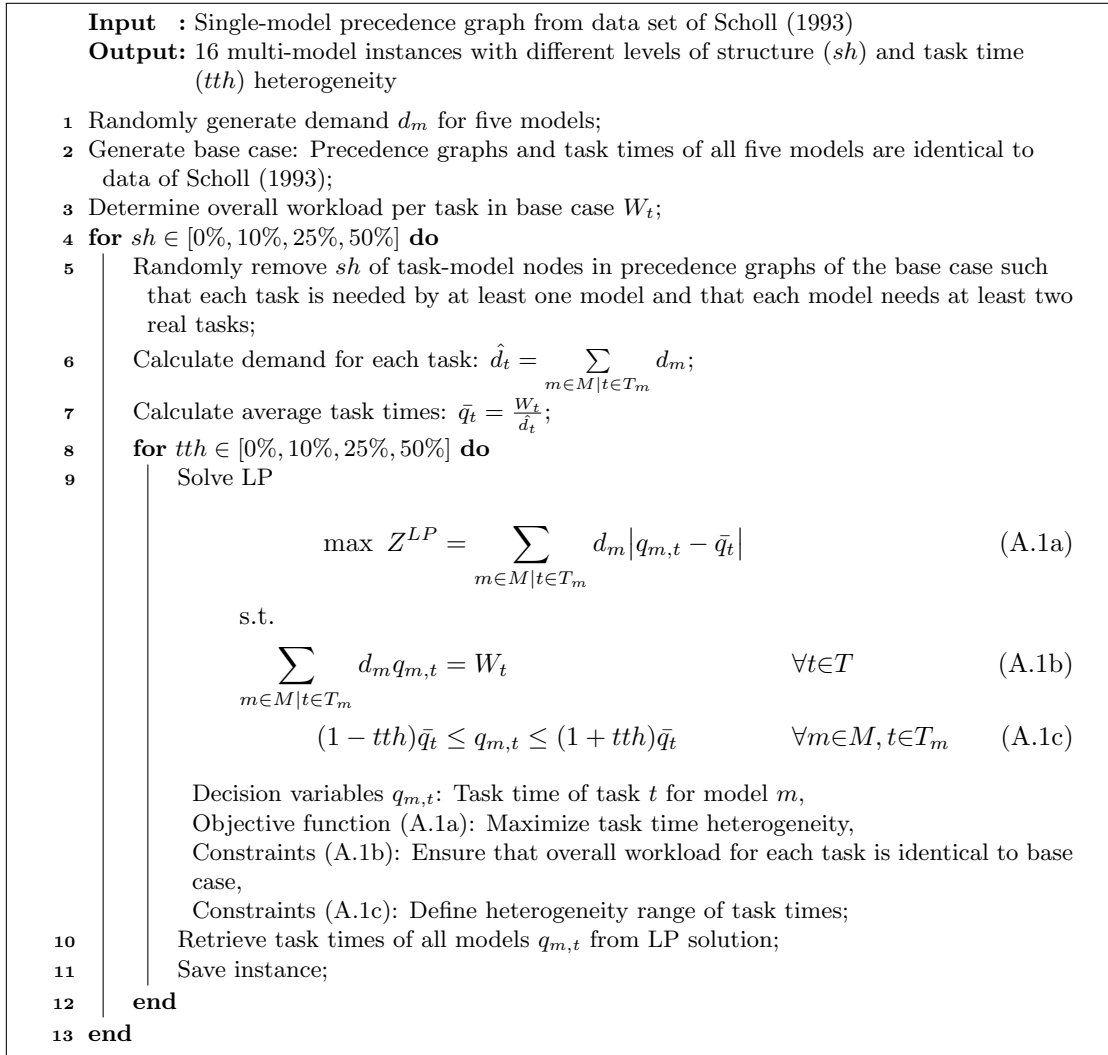 Input : Single-model precedence graph from data set of Scholl (1993)
Output: 16 multi-model instances with different levels of structure (sh) and task time
(tth) heterogeneity
1 Randomly generate demand d_m for five models;
2 Generate base case: Precedence graphs and task times of all five models are identical to
data of Scholl (1993);
3 Determine overall workload per task in base case W_t;
4 for sh ∈ [0%, 10%, 25%, 50%] do
5 Randomly remove sh of task-model nodes in precedence graphs of the base case such
that each task is needed by at least one model and that each model needs at least two
real tasks;
6 Calculate demand for each task: \hat{d}_t = \sum_{m∈M|t∈T_m} d_m;
7 Calculate average task times: \bar{q}_t = \frac{W_t}{\hat{d}_t};
8 for tth ∈ [0%, 10%, 25%, 50%] do
9 Solve LP
max Z^{LP} = \sum_{m∈M|t∈T_m} d_m|q_{m,t} − \bar{q}_t| (A.1a)
s.t.
\sum_{m∈M|t∈T_m} d_m q_{m,t} = W_t ∀t∈T (A.1b)
(1 − tth)\bar{q}_t ≤ q_{m,t} ≤ (1 + tth)\bar{q}_t ∀m∈M, t∈T_m (A.1c)
Decision variables q_{m,t}: Task time of task t for model m,
Objective function (A.1a): Maximize task time heterogeneity,
Constraints (A.1b): Ensure that overall workload for each task is identical to base
case,
Constraints (A.1c): Define heterogeneity range of task times;
10 Retrieve task times of all models q_{m,t} from LP solution;
11 Save instance;
12 end
13 end